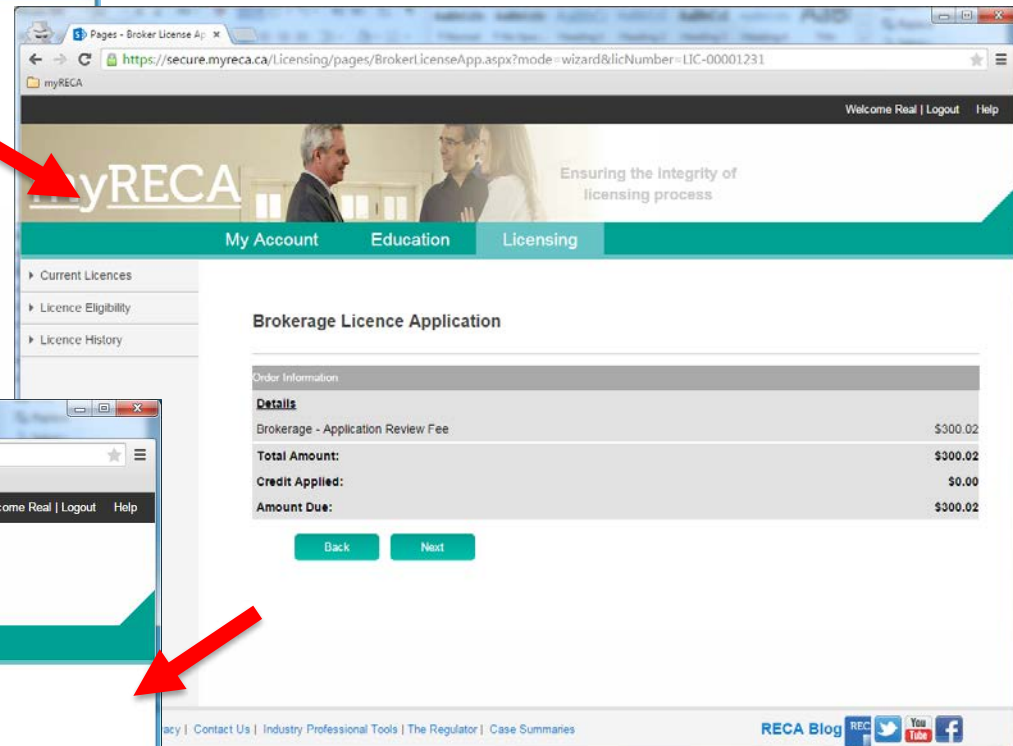 Pages - Broker License Ap
https://secure.myreca.ca/Licensing/pages/BrokerLicenseApp.aspx?mode=wizard&licNumber=LIC-00001231
myRECA
Welcome Real | Logout Help
myRECA
Ensuring the integrity of
licensing process
My Account Education Licensing
Current Licences
Licence Eligibility
Licence History
Brokerage Licence Application
Order Information
Details
Brokerage - Application Review Fee $300.02
Total Amount: $300.02
Credit Applied: $0.00
Amount Due: $300.02
Back Next
ome Real | Logout Help
acy | Contact Us | Industry Professional Tools | The Regulator | Case Summaries
RECA Blog REC You Tube